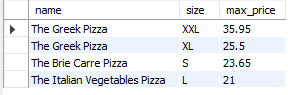 name size max_price
The Greek Pizza XXL 35.95
The Greek Pizza XL 25.5
The Brie Carre Pizza S 23.65
The Italian Vegetables Pizza L 21